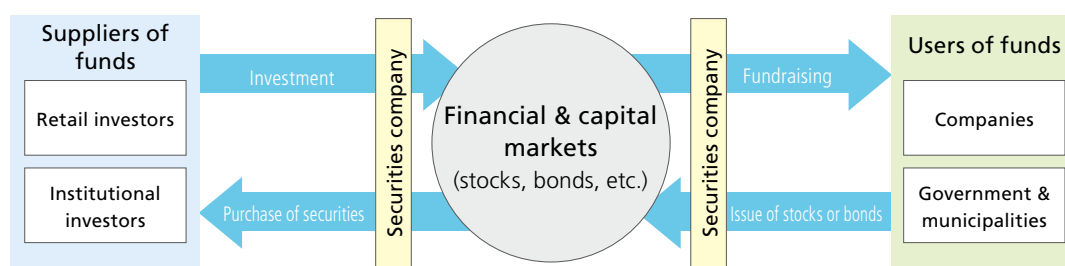 Suppliers of
funds
Retail investors
Institutional
investors
Investment
Purchase of securities
Securities company
Financial & capital
markets
(stocks, bonds, etc.)
Securities company
Fundraising
Issue of stocks or bonds
Users of funds
Companies
Government &
municipalities